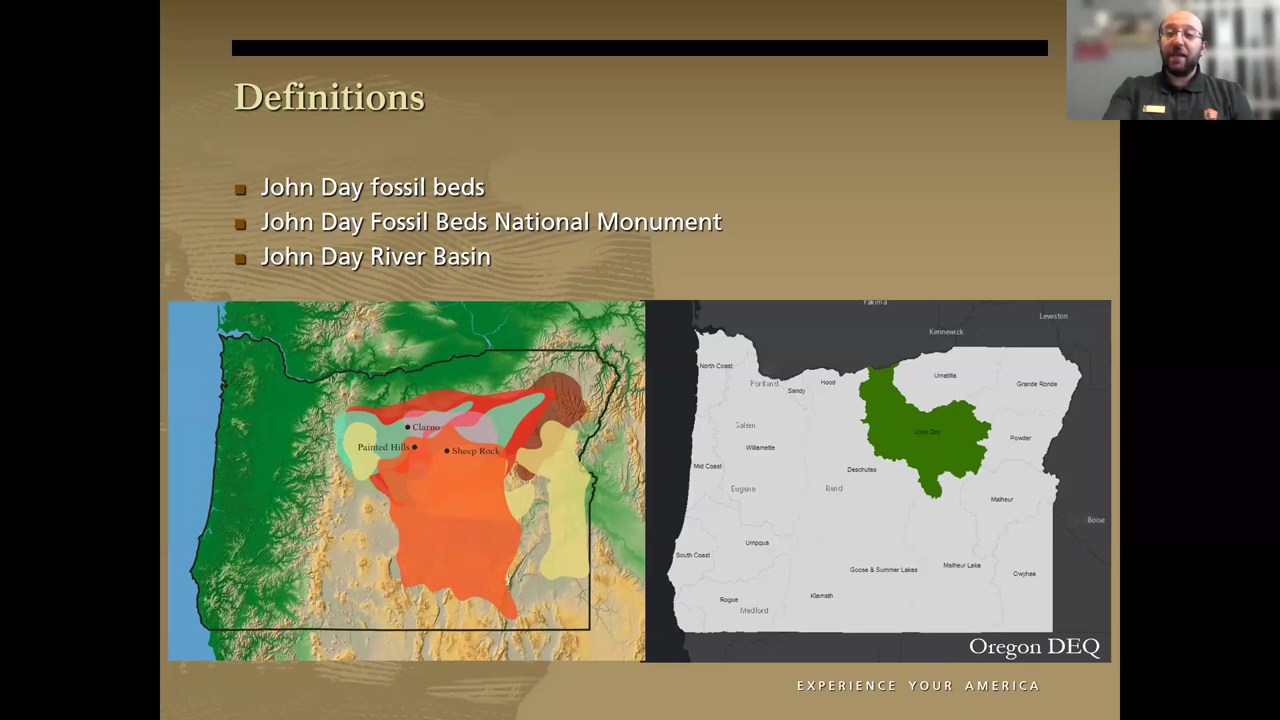 Definitions
John Day fossil beds
John Day Fossil Beds National Monument
John Day River Basin
Clarno
Painted Hills
Sheep Rock
Yakima
Lewiston
Kennewick
North Coast
Portland
Sandy
Hood
Umatilla
Grande Ronde
Salem
Willamette
John Day
Powder
Mid Coast
Deschutes
Eugene
Bend
Malheur
Boise
South Coast
Umpqua
Goose & Summer Lakes
Malheur Lake
Owyhee
Rogue
Medford
Klamath
Oregon DEQ
EXPERIENCE YOUR AMERICA